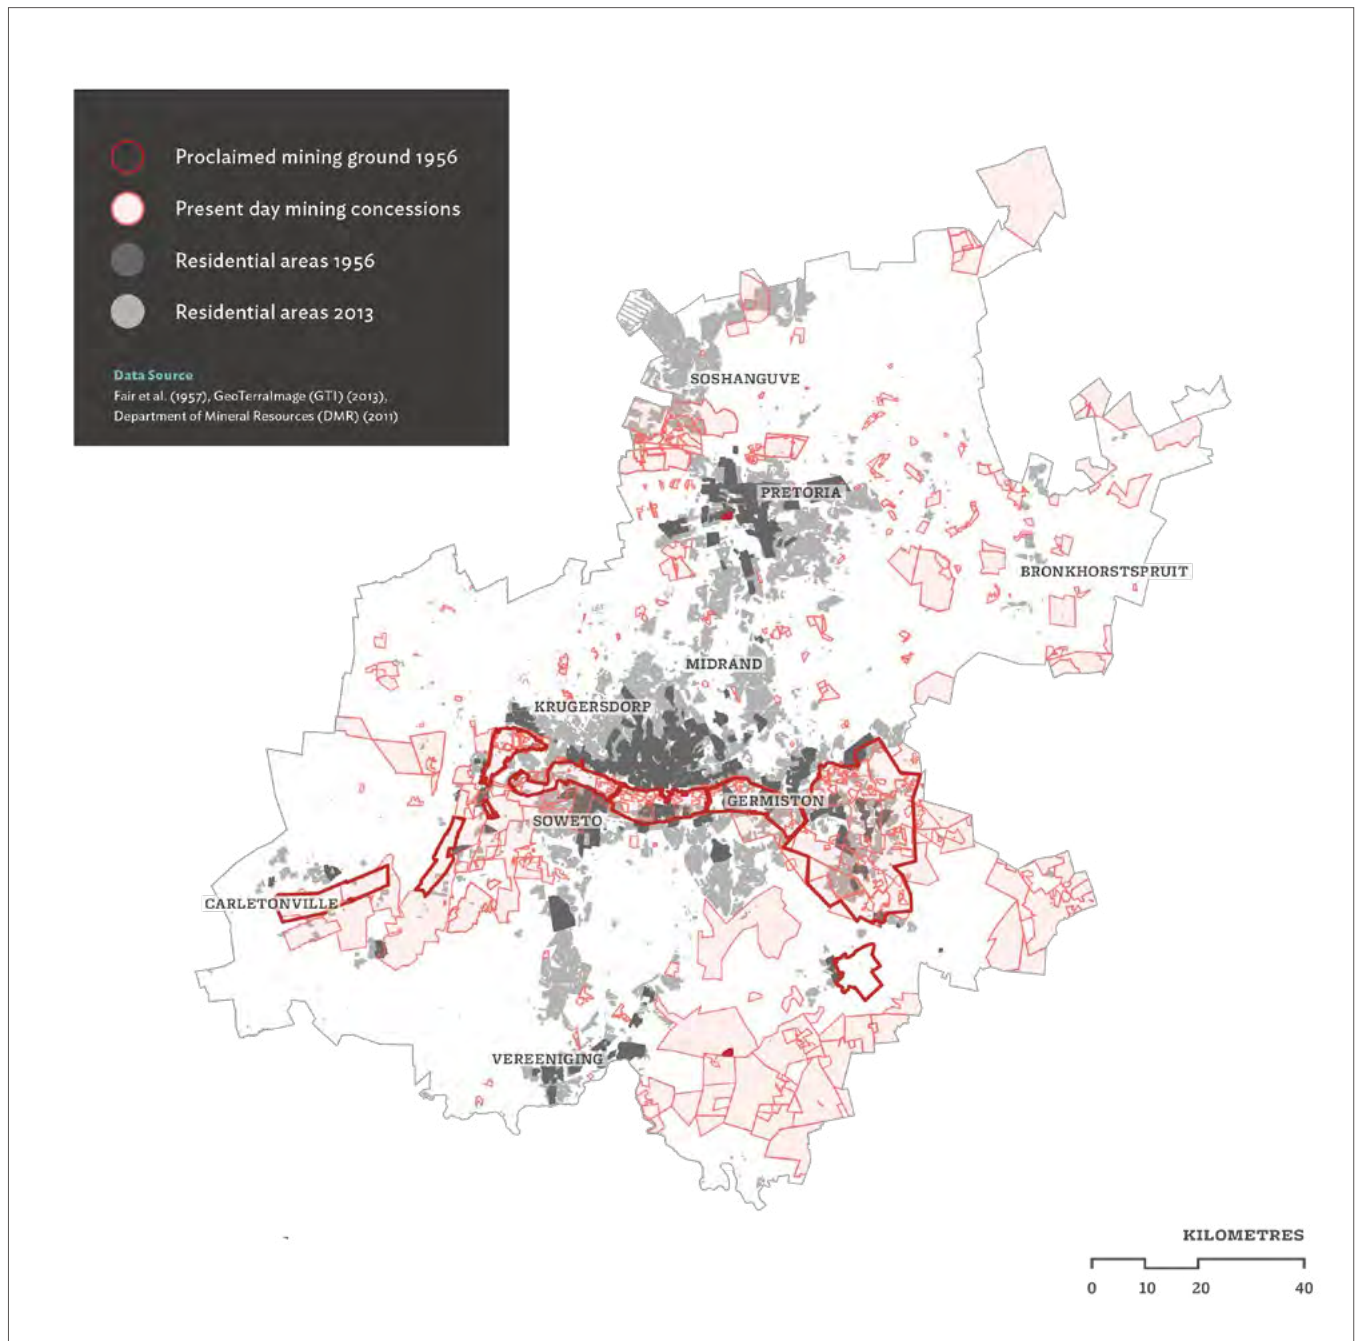 Proclaimed mining ground 1956
Present day mining concessions
Residential areas 1956
Residential areas 2013
Data Source
Fair et al. (1957), GeoTerraImage (GTI) (2013),
Department of Mineral Resources (DMR) (2011)
SOSHANGUVE
PRETORIA
BRONKHORSTSPRUIT
MIDRAND
KRUGERSDORP
GERMISTON
SOWETO
CARLETONVILLE
VEREENIGING
KILOMETRES
0 10 20 40